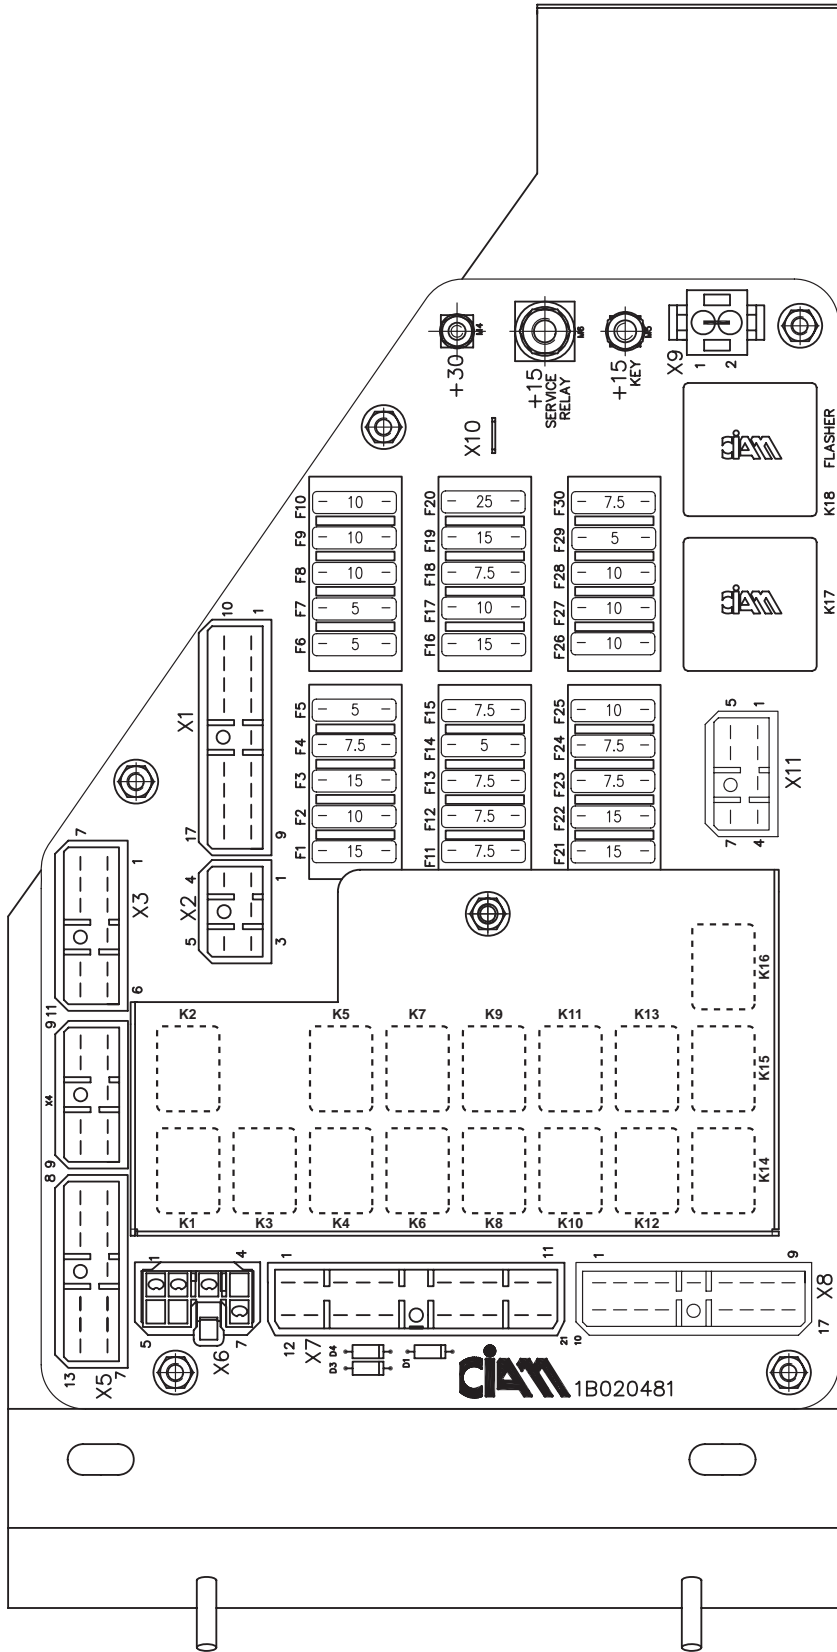 +30
M4
+15
SERVICE
RELAY
M6
+15
KEY
M5
X9
1
2
X10
F10
- 10 -
F9
- 10 -
F8
- 10 -
F7
- 5 -
F6
- 5 -
F20
- 25 -
F19
- 15 -
F18
- 7.5 -
F17
- 10 -
F16
- 15 -
F30
- 7.5 -
F29
- 5 -
F28
- 10 -
F27
- 10 -
F26
- 10 -
CIAM
K18 FLASHER
CIAM
K17
F5
- 5 -
F4
- 7.5 -
F3
- 15 -
F2
- 10 -
F1
- 15 -
F15
- 7.5 -
F14
- 5 -
F13
- 7.5 -
F12
- 7.5 -
F11
- 7.5 -
F25
- 10 -
F24
- 7.5 -
F23
- 7.5 -
F22
- 15 -
F21
- 15 -
X1
10
1
17
9
X2
4
1
5
3
X11
5
1
7
4
X3
7
1
11
6
X4
9
9
8
X5
13
7
K2
K5
K7
K9
K11
K13
K16
K15
K14
K1
K3
K4
K6
K8
K10
K12
X6
1
4
5
7
X7
1
11
12
21
X8
1
9
10
17
D4
D3
D1
CIAM 1B020481